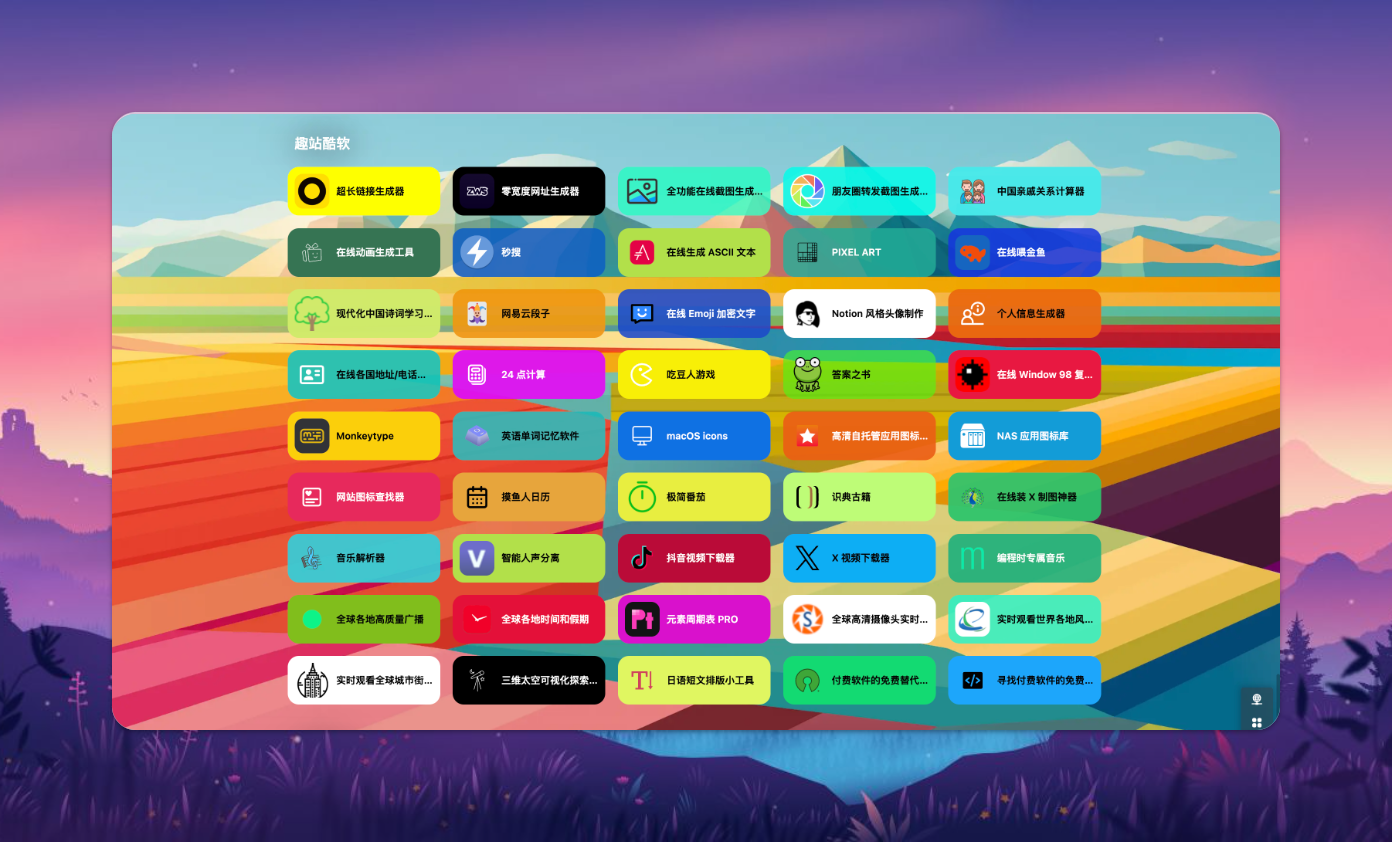 趣站酷软
超长链接生成器
零宽度网址生成器
全功能在线截图生成...
朋友圈转发截图生成...
中国亲戚关系计算器
在线动画生成工具
秒搜
在线生成 ASCII 文本
PIXEL ART
在线喂金鱼
现代化中国诗词学习...
网易云段子
在线 Emoji 加密文字
Notion 风格头像制作
个人信息生成器
在线各国地址/电话...
24 点计算
吃豆人游戏
答案之书
在线 Window 98 复...
Monkeytype
英语单词记忆软件
macOS icons
高清自托管应用图标...
NAS 应用图标库
网站图标查找器
摸鱼人日历
极简番茄
识典古籍
在线装 X 制图神器
音乐解析器
智能人声分离
抖音视频下载器
X 视频下载器
编程时专属音乐
全球各地高质量广播
全球各地时间和假期
元素周期表 PRO
全球高清摄像头实时...
实时观看世界各地风...
实时观看全球城市街...
三维太空可视化探索...
日语短文排版小工具
付费软件的免费替代...
寻找付费软件的免费...